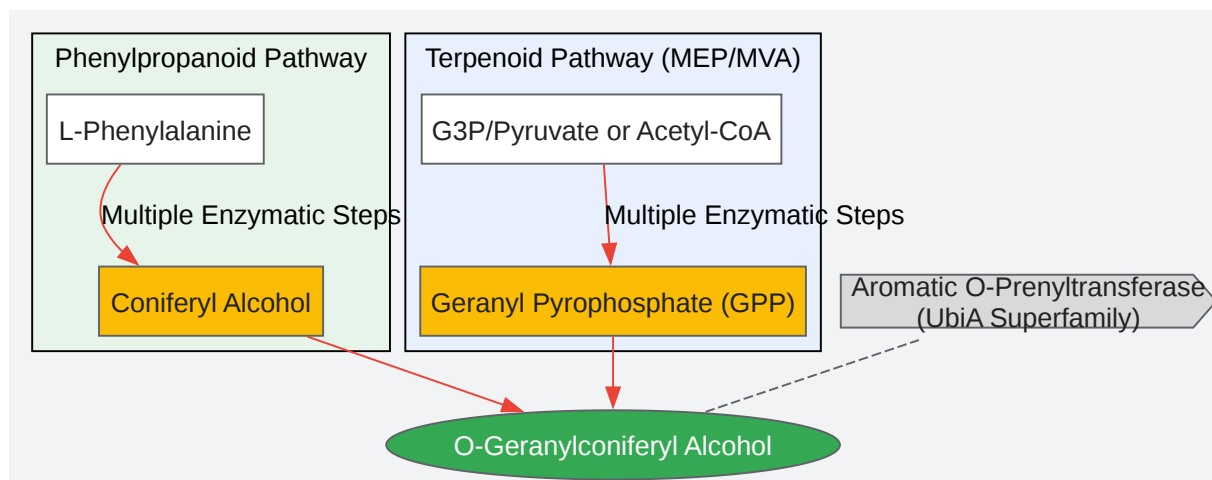 Phenylpropanoid Pathway
Terpenoid Pathway (MEP/MVA)
L-Phenylalanine
G3P/Pyruvate or Acetyl-CoA
Multiple Enzymatic Steps
Multiple Enzymatic Steps
Coniferyl Alcohol
Geranyl Pyrophosphate (GPP)
Aromatic O-Prenyltransferase
(UbiA Superfamily)
O-Geranylconiferyl Alcohol